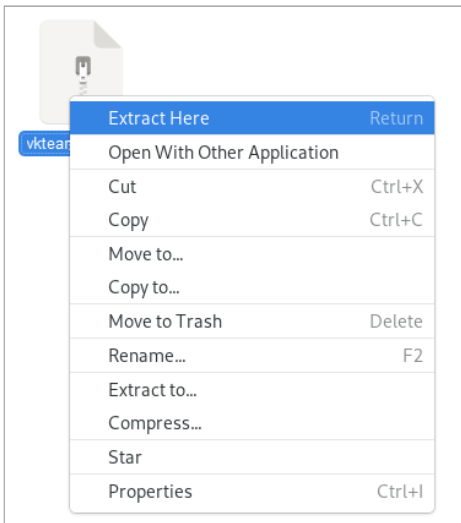 Extract Here Return
vktear
Open With Other Application
Cut Ctrl+X
Copy Ctrl+C
Move to...
Copy to...
Move to Trash Delete
Rename... F2
Extract to...
Compress...
Star
Properties Ctrl+I